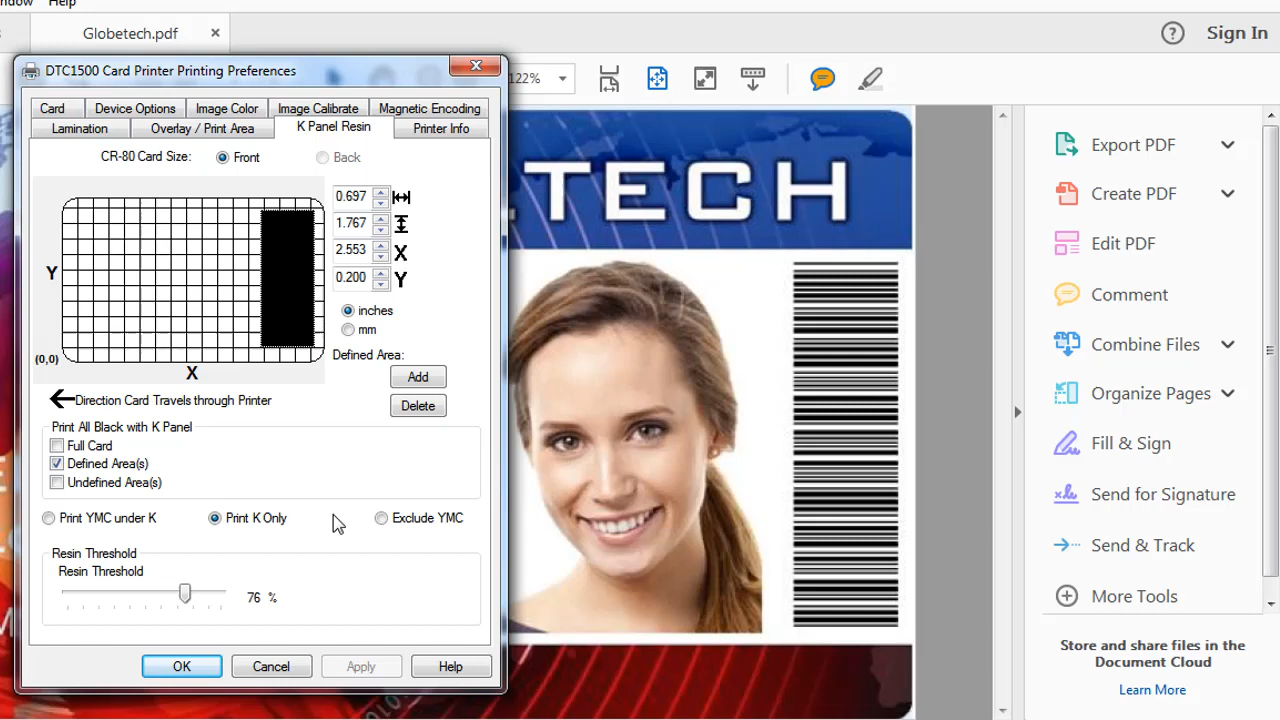 ndow Help
Globetech.pdf ×
Sign In
DTC1500 Card Printer Printing Preferences
122%
Card Device Options Image Color Image Calibrate Magnetic Encoding
Lamination Overlay / Print Area K Panel Resin Printer Info
CR-80 Card Size: Front Back
0.697
1.767
2.553 X
0.200 Y
Y
inches
mm
(0,0)
X
Defined Area:
Add
Delete
Direction Card Travels through Printer
Print All Black with K Panel
Full Card
Defined Area(s)
Undefined Area(s)
Print YMC under K Print K Only Exclude YMC
Resin Threshold
Resin Threshold
76 %
OK Cancel Apply Help
TECH
Export PDF
Create PDF
Edit PDF
Comment
Combine Files
Organize Pages
Fill & Sign
Send for Signature
Send & Track
More Tools
Store and share files in the
Document Cloud
Learn More